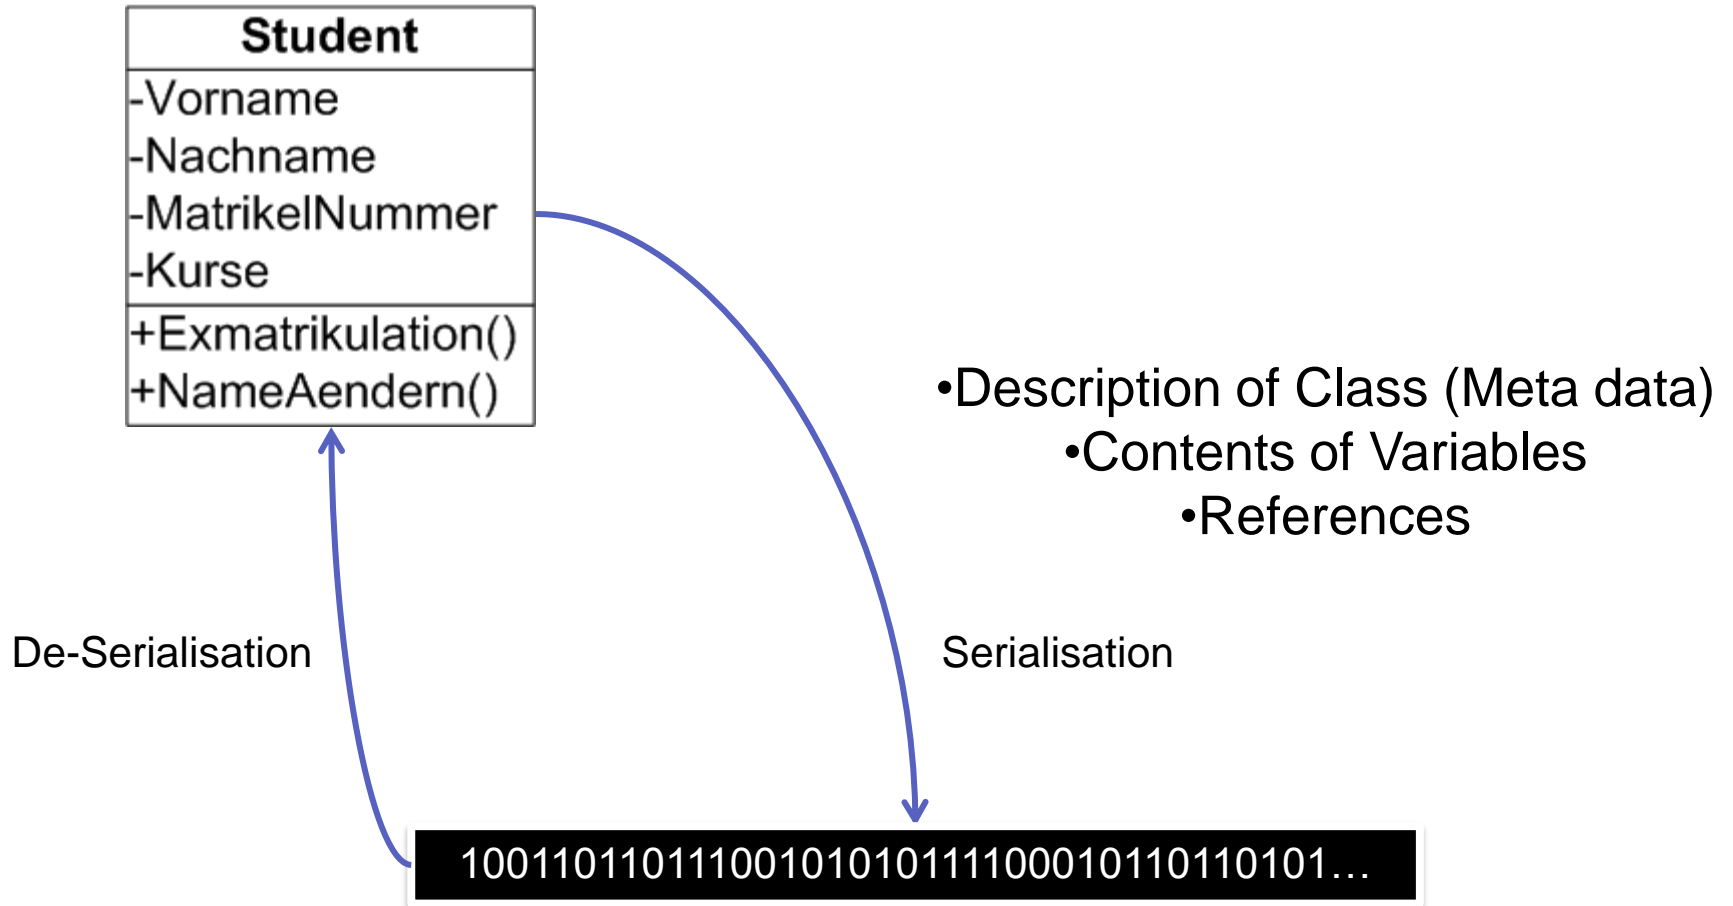 Student
-Vorname
-Nachname
-MatrikelNummer
-Kurse
+Exmatrikulation()
+NameAendern()
•Description of Class (Meta data)
•Contents of Variables
•References
De-Serialisation
Serialisation
10011011011100101010111100010110110101…